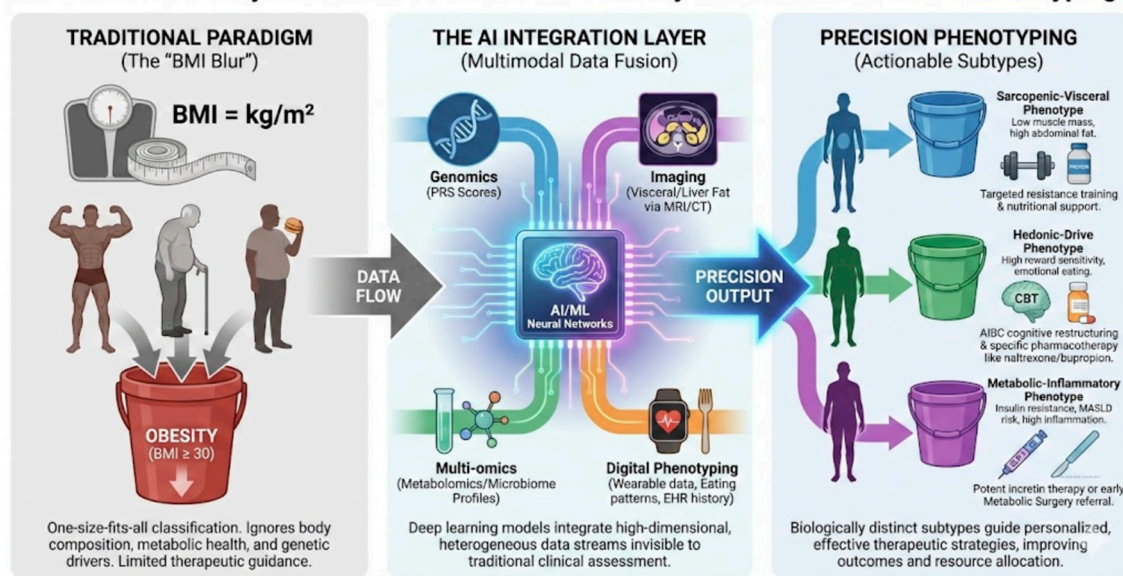 TRADITIONAL PARADIGM
(The “BMI Blur”)
BMI = kg/m²
OBESITY
(BMI ≥ 30)
One-size-fits-all classification. Ignores body
composition, metabolic health, and genetic
drivers. Limited therapeutic guidance.
DATA
FLOW
THE AI INTEGRATION LAYER
(Multimodal Data Fusion)
Genomics
(PRS Scores)
Imaging
(Visceral/Liver Fat
via MRI/CT)
AI/ML
Neural Networks
Multi-omics
(Metabolomics/Microbiome
Profiles)
Digital Phenotyping
(Wearable data, Eating
patterns, EHR history)
Deep learning models integrate high-dimensional,
heterogeneous data streams invisible to
traditional clinical assessment.
PRECISION
OUTPUT
PRECISION PHENOTYPING
(Actionable Subtypes)
Sarcopenic-Visceral
Phenotype
Low muscle mass,
high abdominal fat.
Targeted resistance training
& nutritional support.
Hedonic-Drive
Phenotype
High reward sensitivity,
emotional eating.
CBT
AIBC cognitive restructuring
& specific pharmacotherapy
like naltrexone/bupropion.
Metabolic-Inflammatory
Phenotype
Insulin resistance, MASLD
risk, high inflammation.
Potent incretin therapy or early
Metabolic Surgery referral.
Biologically distinct subtypes guide personalized,
effective therapeutic strategies, improving
outcomes and resource allocation.